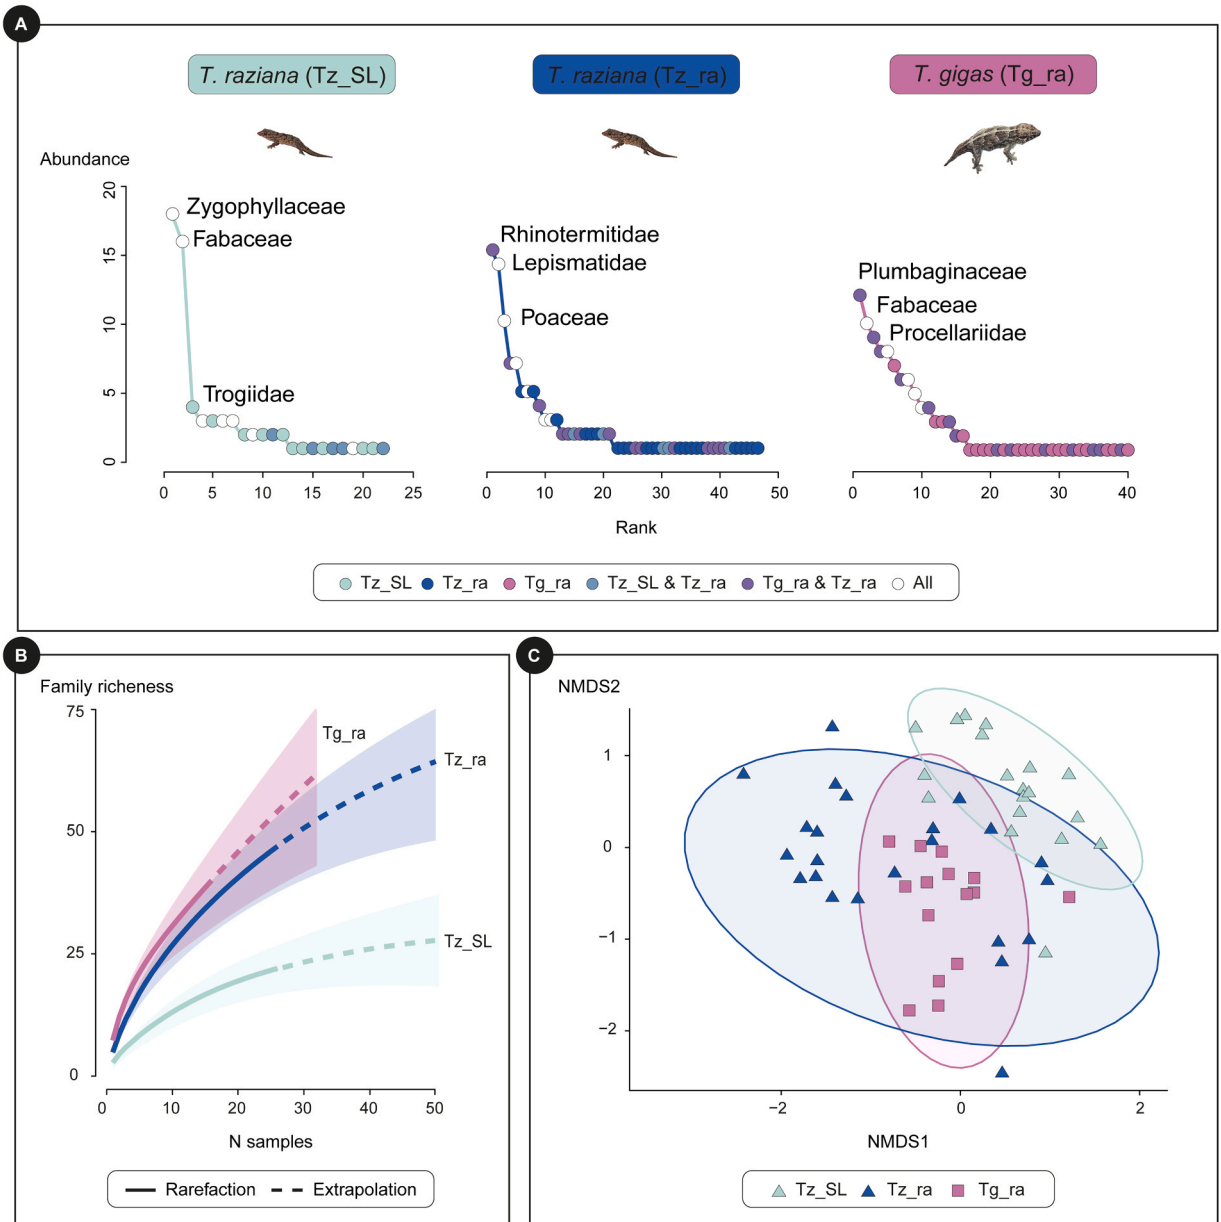 A
T. raziana (Tz_SL)
T. raziana (Tz_ra)
T. gigas (Tg_ra)
Abundance
20
15
10
5
0
Zygophyllaceae
Fabaceae
Trogiidae
0 5 10 15 20 25
Rhinotermitidae
Lepismatidae
Poaceae
0 10 20 30 40 50
Plumbaginaceae
Fabaceae
Procellariidae
0 10 20 30 40
Rank
Tz_SL Tz_ra Tg_ra Tz_SL & Tz_ra Tg_ra & Tz_ra All
B
Family richeness
75
50
25
0
Tg_ra
Tz_ra
Tz_SL
0 10 20 30 40 50
N samples
Rarefaction Extrapolation
C
NMDS2
1
0
−1
−2
−2 0 2
NMDS1
Tz_SL Tz_ra Tg_ra